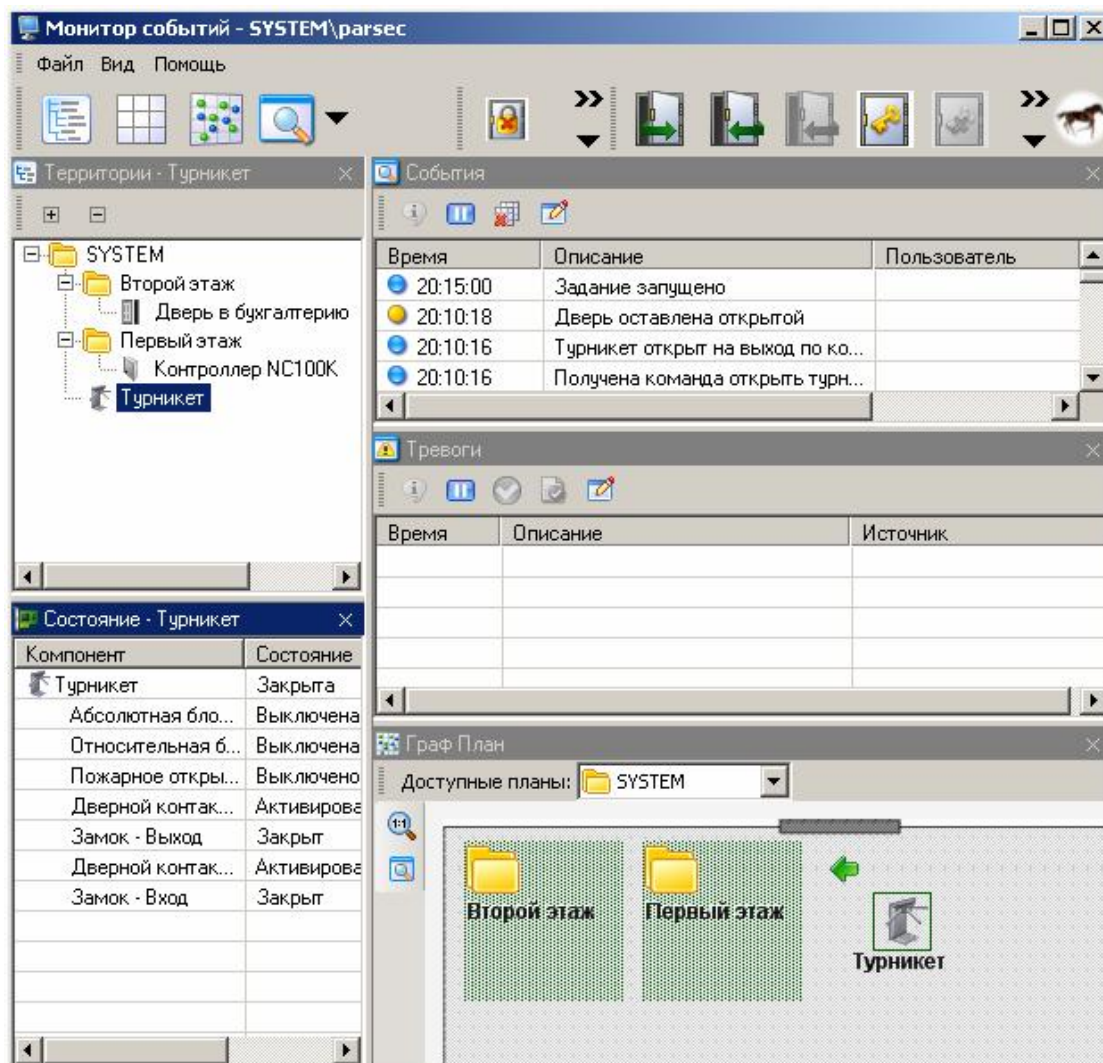 Монитор событий - SYSTEM\parsec
Файл Вид Помощь
Территории - Турникет
SYSTEM
Второй этаж
Дверь в бухгалтерию
Первый этаж
Контроллер NC100K
Турникет
События
Время Описание Пользователь
20:15:00 Задание запущено
20:10:18 Дверь оставлена открытой
20:10:16 Турникет открыт на выход по ко...
20:10:16 Получена команда открыть турн...
Тревоги
Время Описание Источник
Состояние - Турникет
Компонент Состояние
Турникет Закрыта
Абсолютная бло... Выключена
Относительная б... Выключена
Пожарное откры... Выключено
Дверной контак... Активирова
Замок - Выход Закрыт
Дверной контак... Активирова
Замок - Вход Закрыт
Граф План
Доступные планы: SYSTEM
1:1
Второй этаж
Первый этаж
Турникет